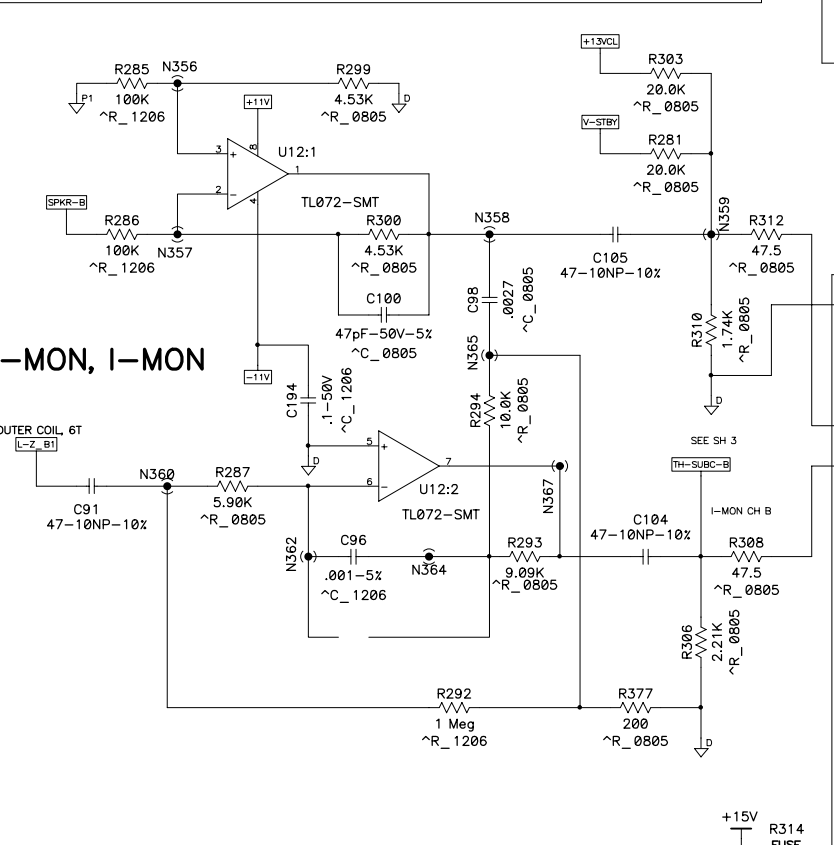 +13VCL
R303
20.0K
^R_0805
R285
N356
100K
^R_1206
P1
R299
4.53K
^R_0805
D
+11V
V-STBY
R281
20.0K
^R_0805
3
+
2
−
8
4
1
U12:1
TL072-SMT
SPKR-B
R286
100K
^R_1206
N357
R300
4.53K
^R_0805
N358
C105
47-10NP-10%
N359
R312
47.5
^R_0805
C100
47pF-50V-5%
^C_0805
C98
.0027
^C_0805
R310
1.74K
^R_0805
D
-MON, I-MON
-11V
N365
C194
.1-50V
^C_1206
D
R294
10.0K
^R_0805
OUTER COIL, 6T
L-Z_B1
SEE SH 3
TH-SUBC-B
5
+
6
−
7
U12:2
TL072-SMT
C91
47-10NP-10%
N360
R287
5.90K
^R_0805
N367
I-MON CH B
C104
47-10NP-10%
R308
47.5
^R_0805
N362
C96
.001-5%
^C_1206
N364
R293
9.09K
^R_0805
R306
2.21K
^R_0805
R292
1 Meg
^R_1206
R377
200
^R_0805
D
+15V
R314
FUSE